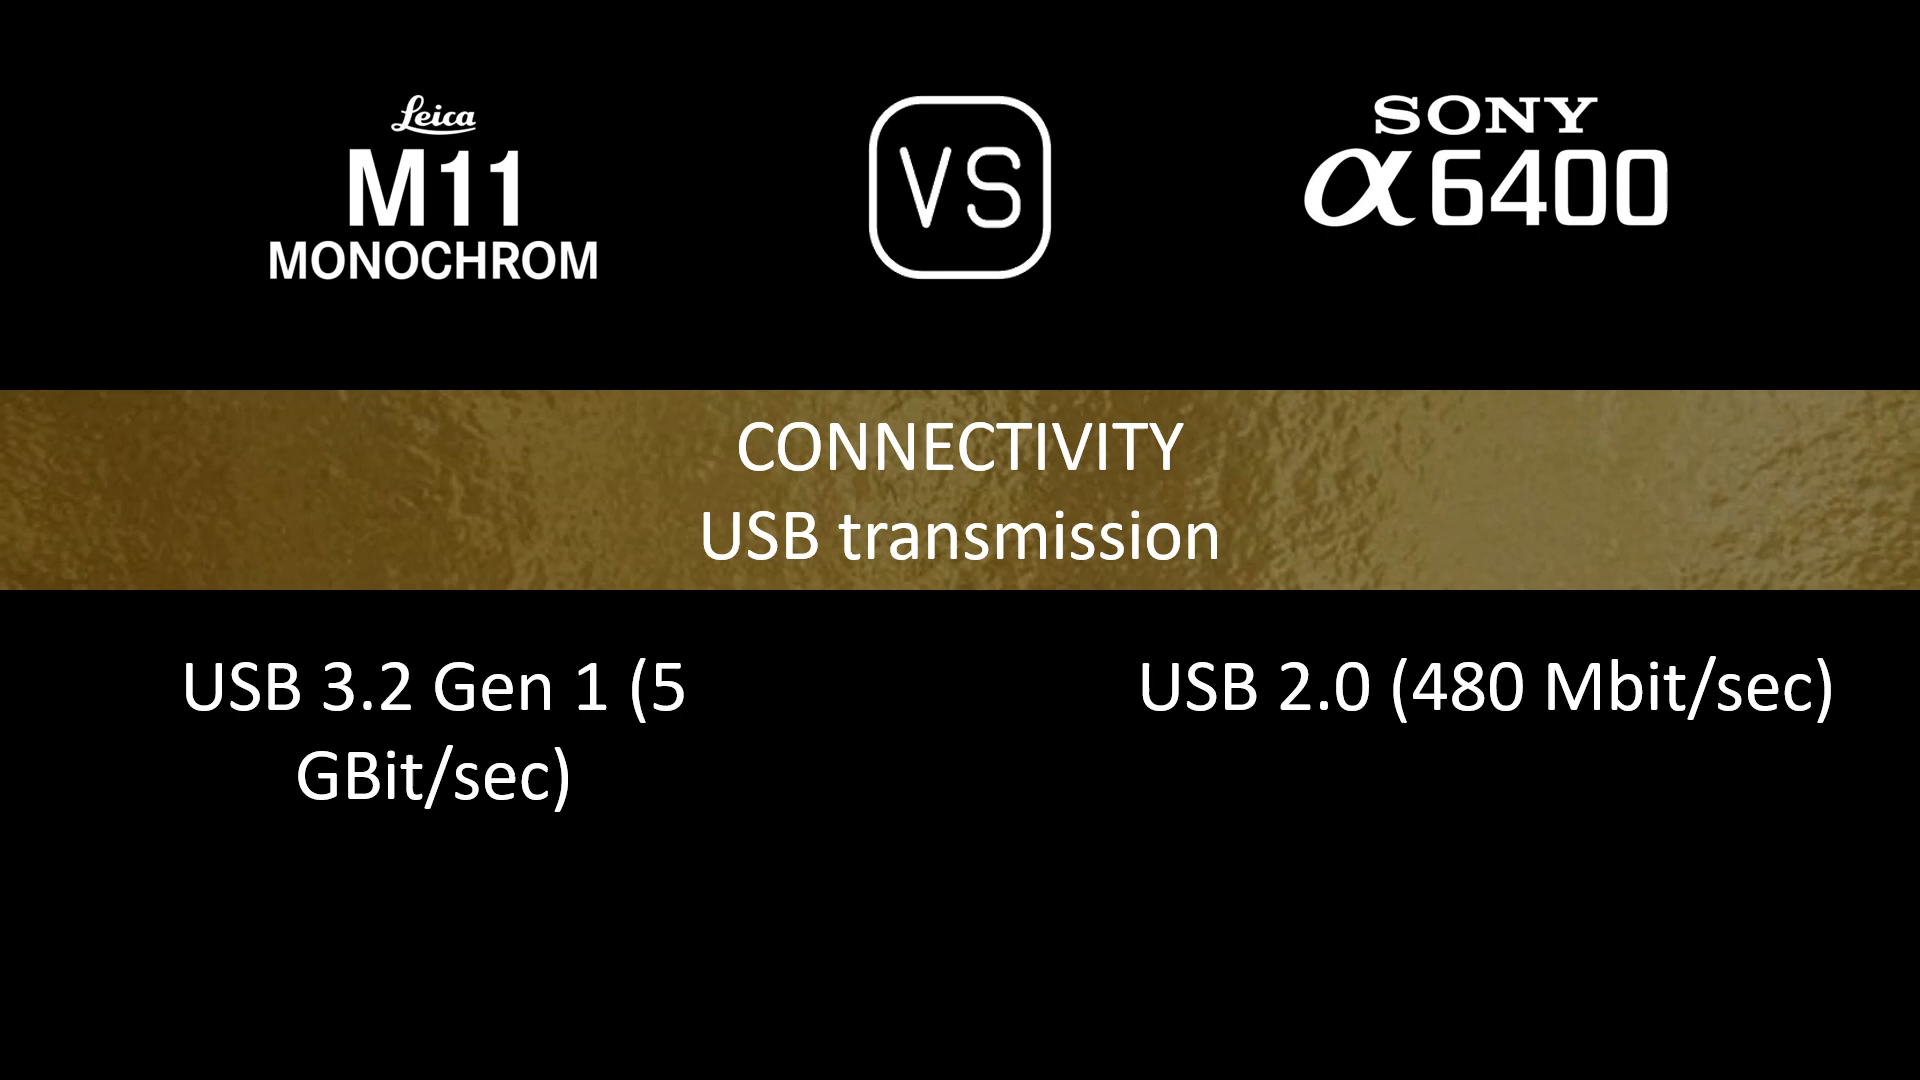 Leica
M11
MONOCHROM
VS
SONY
α6400
CONNECTIVITY
USB transmission
USB 3.2 Gen 1 (5
GBit/sec)
USB 2.0 (480 Mbit/sec)